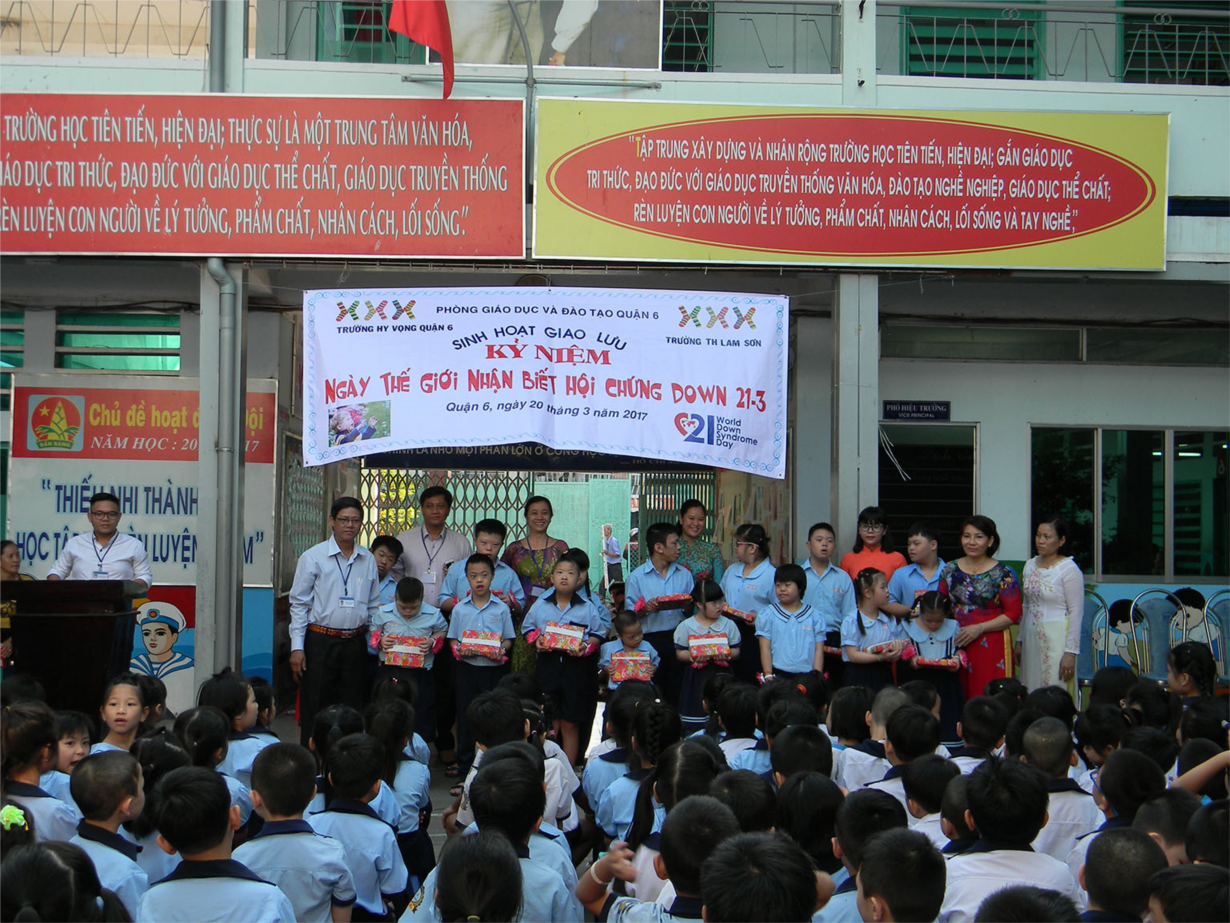 TRƯỜNG HỌC TIÊN TIẾN, HIỆN ĐẠI; THỰC SỰ LÀ MỘT TRUNG TÂM VĂN HÓA,
GIÁO DỤC TRI THỨC, ĐẠO ĐỨC VỚI GIÁO DỤC THỂ CHẤT, GIÁO DỤC TRUYỀN THỐNG
RÈN LUYỆN CON NGƯỜI VỀ LÝ TƯỞNG, PHẨM CHẤT, NHÂN CÁCH, LỐI SỐNG."
"TẬP TRUNG XÂY DỰNG VÀ NHÂN RỘNG TRƯỜNG HỌC TIÊN TIẾN, HIỆN ĐẠI; GẮN GIÁO DỤC
TRI THỨC, ĐẠO ĐỨC VỚI GIÁO DỤC TRUYỀN THỐNG VĂN HÓA, ĐÀO TẠO NGHỀ NGHIỆP, GIÁO DỤC THỂ CHẤT;
RÈN LUYỆN CON NGƯỜI VỀ LÝ TƯỞNG, PHẨM CHẤT, NHÂN CÁCH, LỐI SỐNG VÀ TAY NGHỀ"
PHÒNG GIÁO DỤC VÀ ĐÀO TẠO QUẬN 6
TRƯỜNG HY VỌNG QUẬN 6
TRƯỜNG TH LAM SƠN
SINH HOẠT GIAO LƯU
KỶ NIỆM
NGÀY THẾ GIỚI NHẬN BIẾT HỘI CHỨNG DOWN 21-3
Quận 6, ngày 20 tháng 3 năm 2017
21 World
Down
Syndrome
Day
Chủ đề hoạt Đội
NĂM HỌC : 2017
SẴN SÀNG
"THIẾU NHI THÀNH
HỌC TẬP RÈN LUYỆN
PHÓ HIỆU TRƯỞNG
VICE PRINCIPAL